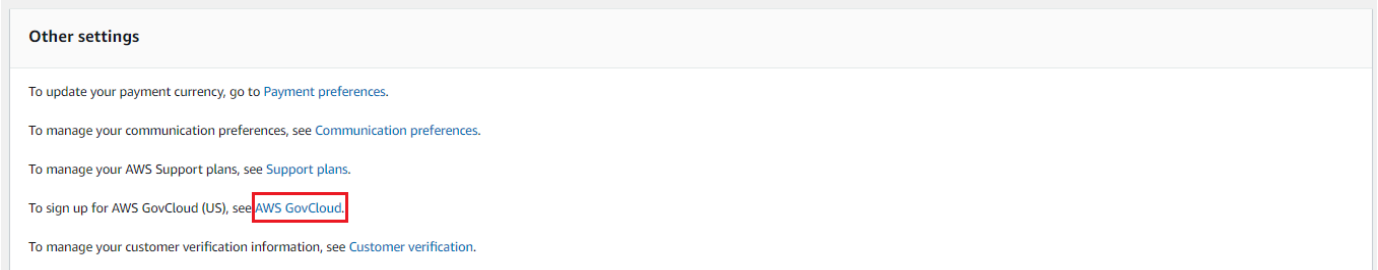 Other settings
To update your payment currency, go to Payment preferences.
To manage your communication preferences, see Communication preferences.
To manage your AWS Support plans, see Support plans.
To sign up for AWS GovCloud (US), see AWS GovCloud.
To manage your customer verification information, see Customer verification.